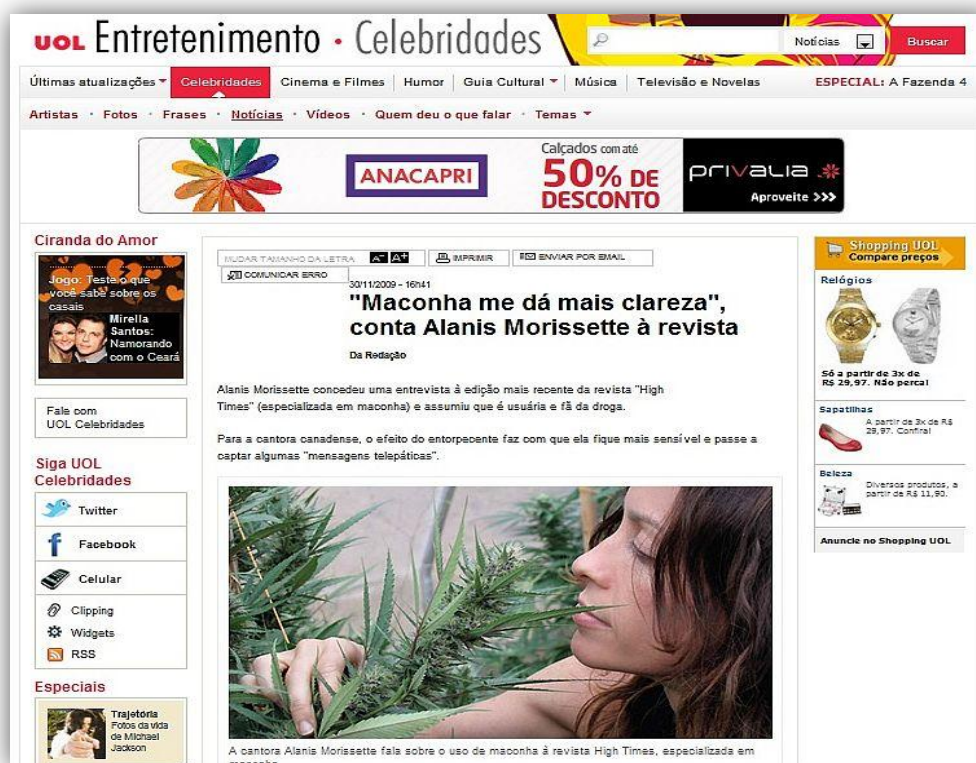 UOL Entretenimento • Celebridades
Notícias
Buscar
Últimas atualizações
Celebridades
Cinema e Filmes
Humor
Guia Cultural
Música
Televisão e Novelas
ESPECIAL: A Fazenda 4
Artistas · Fotos · Frases · Notícias · Vídeos · Quem deu o que falar · Temas
ANACAPRI
Calçados com até
50% DE
DESCONTO
privalia
Aproveite >>>
Ciranda do Amor
Jogo: Teste o que
você sabe sobre os
casais
Mirella
Santos:
Namorando
com o Ceará
Fale com
UOL Celebridades
Siga UOL
Celebridades
Twitter
Facebook
Celular
Clipping
Widgets
RSS
Especiais
Trajetória
Fotos da vida
de Michael
Jackson
MUDAR TAMANHO DA LETRA A- A+ IMPRIMIR ENVIAR POR EMAIL
COMUNICAR ERRO
30/11/2009 - 16h41
"Maconha me dá mais clareza",
conta Alanis Morissette à revista
Da Redação
Alanis Morissette concedeu uma entrevista à edição mais recente da revista "High
Times" (especializada em maconha) e assumiu que é usuária e fã da droga.
Para a cantora canadense, o efeito do entorpecente faz com que ela fique mais sensível e passe a
captar algumas "mensagens telepáticas".
A cantora Alanis Morissette fala sobre o uso de maconha à revista High Times, especializada em
Shopping UOL
Compare preços
Relógios
Só a partir de 3x de
R$ 29,97. Não perca!
Sapatilhas
A partir de 3x de R$
29,97. Confira!
Beleza
Diversos produtos, a
partir de R$ 11,90.
Anuncie no Shopping UOL